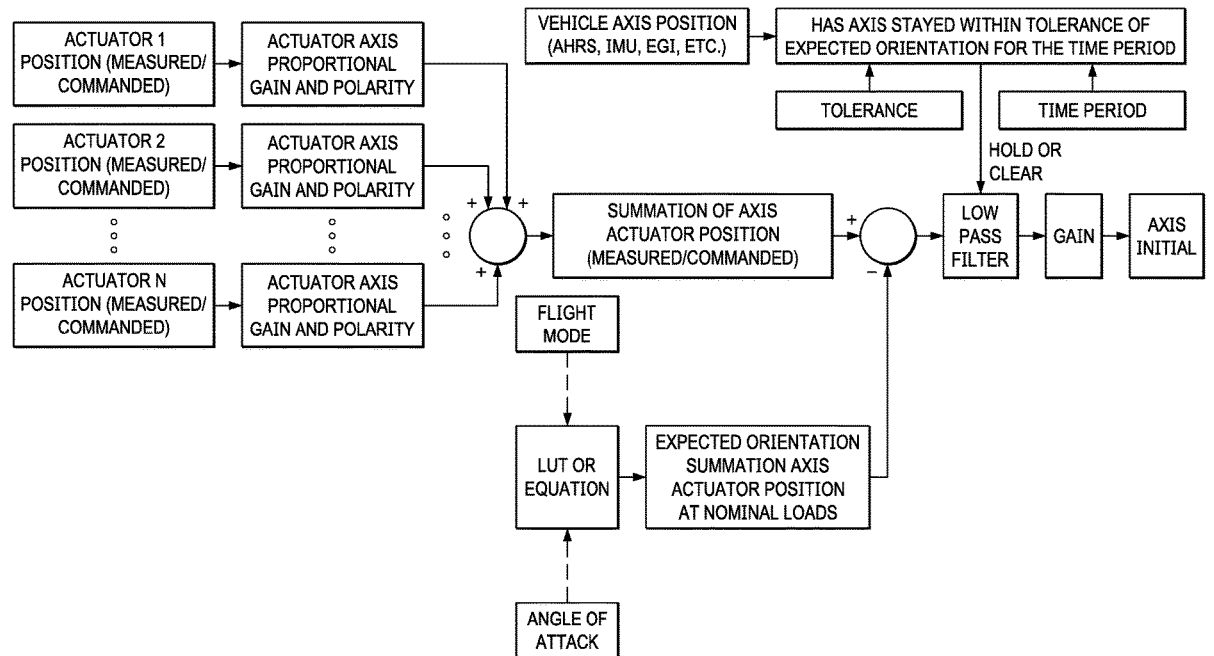 ACTUATOR 1
POSITION (MEASURED/
COMMANDED)
ACTUATOR AXIS
PROPORTIONAL
GAIN AND POLARITY
VEHICLE AXIS POSITION
(AHRS, IMU, EGI, ETC.)
HAS AXIS STAYED WITHIN TOLERANCE OF
EXPECTED ORIENTATION FOR THE TIME PERIOD
TOLERANCE
TIME PERIOD
HOLD OR
CLEAR
ACTUATOR 2
POSITION (MEASURED/
COMMANDED)
ACTUATOR AXIS
PROPORTIONAL
GAIN AND POLARITY
+
+
+
SUMMATION OF AXIS
ACTUATOR POSITION
(MEASURED/COMMANDED)
+
−
LOW
PASS
FILTER
GAIN
AXIS
INITIAL
ACTUATOR N
POSITION (MEASURED/
COMMANDED)
ACTUATOR AXIS
PROPORTIONAL
GAIN AND POLARITY
FLIGHT
MODE
LUT OR
EQUATION
EXPECTED ORIENTATION
SUMMATION AXIS
ACTUATOR POSITION
AT NOMINAL LOADS
ANGLE OF
ATTACK